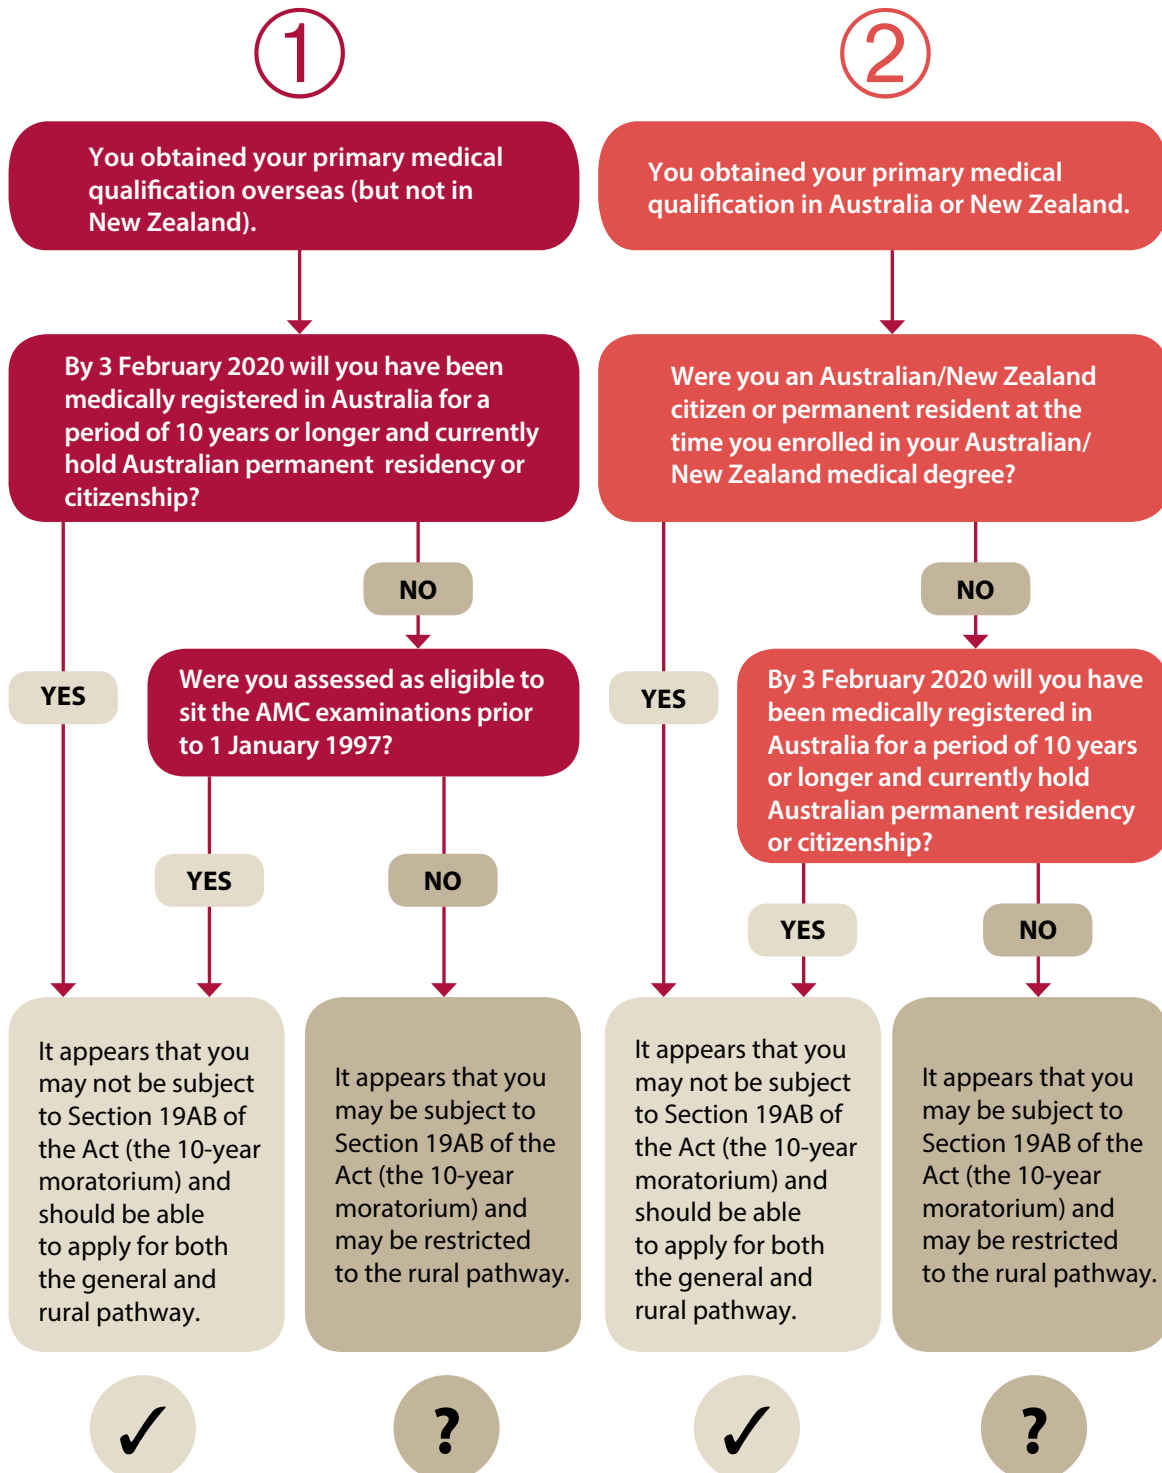 1
You obtained your primary medical
qualification overseas (but not in
New Zealand).
By 3 February 2020 will you have been
medically registered in Australia for a
period of 10 years or longer and currently
hold Australian permanent residency or
citizenship?
NO
YES
Were you assessed as eligible to
sit the AMC examinations prior
to 1 January 1997?
YES
NO
It appears that you
may not be subject
to Section 19AB of
the Act (the 10-year
moratorium) and
should be able
to apply for both
the general and
rural pathway.
It appears that you
may be subject to
Section 19AB of the
Act (the 10-year
moratorium) and
may be restricted
to the rural pathway.
✓
?
2
You obtained your primary medical
qualification in Australia or New Zealand.
Were you an Australian/New Zealand
citizen or permanent resident at the
time you enrolled in your Australian/
New Zealand medical degree?
NO
YES
By 3 February 2020 will you have
been medically registered in
Australia for a period of 10 years
or longer and currently hold
Australian permanent residency
or citizenship?
YES
NO
It appears that you
may not be subject
to Section 19AB of
the Act (the 10-year
moratorium) and
should be able
to apply for both
the general and
rural pathway.
It appears that you
may be subject to
Section 19AB of the
Act (the 10-year
moratorium) and
may be restricted
to the rural pathway.
✓
?